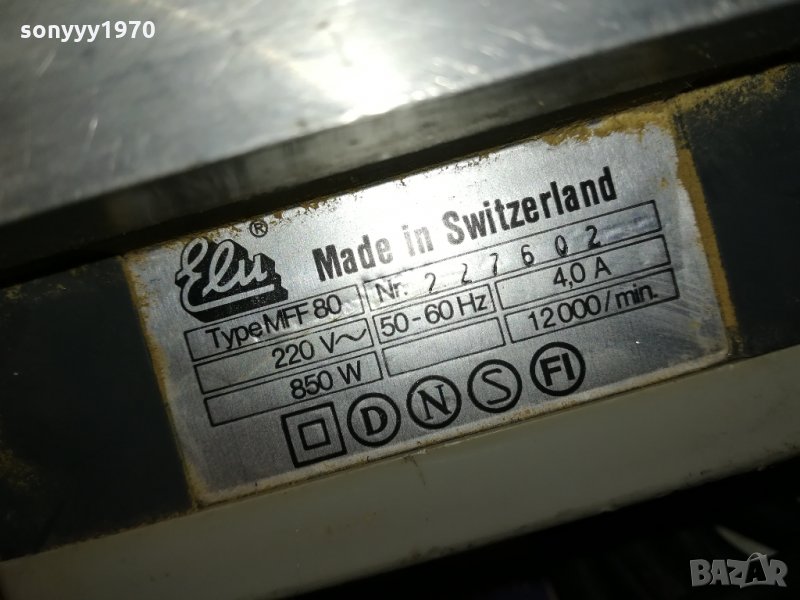 sonyyy1970
Elu ® Made in Switzerland
Type MFF 80 Nr. 227602
220 V~ 50-60 Hz 4,0 A
850 W 12000/min.
D N S FI
BAZAR